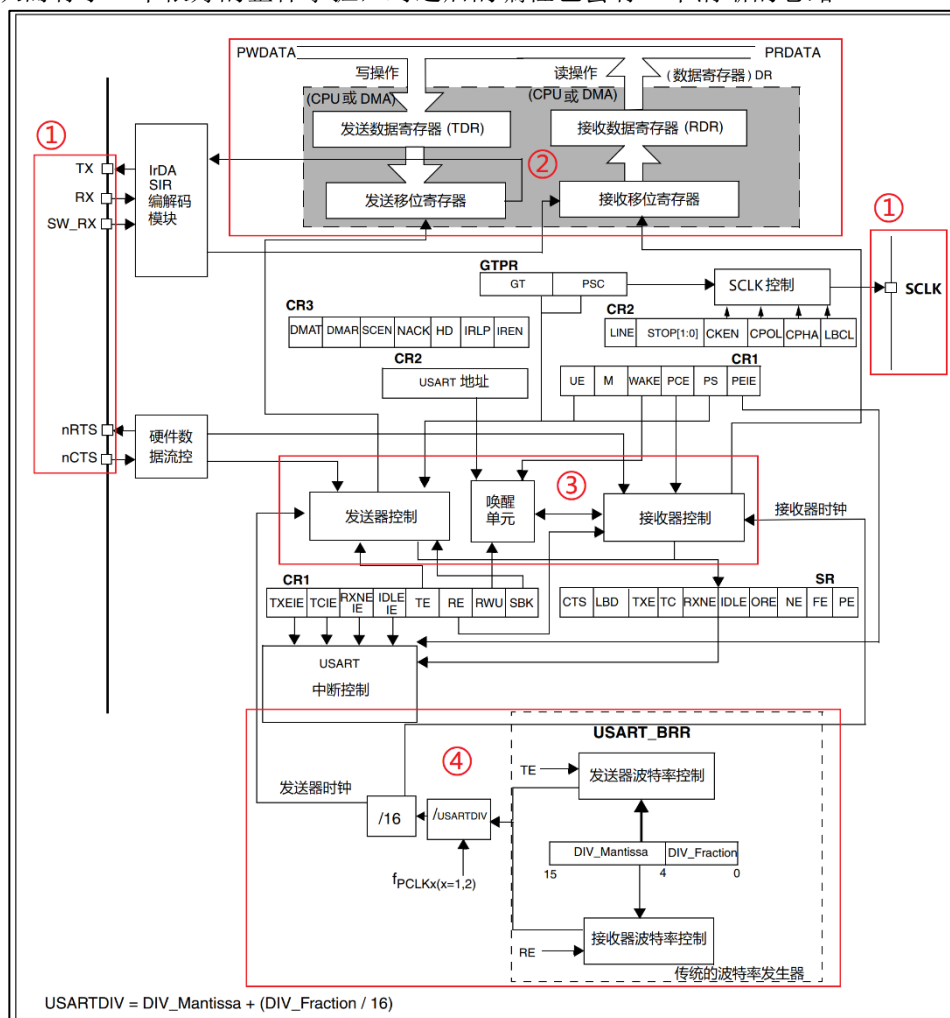 PWDATA PRDATA
写操作 读操作 (数据寄存器) DR
(CPU或 DMA) (CPU或 DMA)
①
发送数据寄存器 (TDR) 接收数据寄存器 (RDR)
TX
IrDA
SIR
编解码
模块
②
RX
SW_RX
发送移位寄存器 接收移位寄存器
①
GTPR
GT PSC
SCLK控制
SCLK
CR3
DMAT DMAR SCEN NACK HD IRLP IREN
CR2
LINE STOP[1:0] CKEN CPOL CPHA LBCL
CR2
USART 地址
CR1
UE M WAKE PCE PS PEIE
nRTS
nCTS
硬件数
据流控
③
发送器控制
唤醒
单元
接收器控制
接收器时钟
CR1
TXEIE TCIE RXNE IE IDLE IE TE RE RWU SBK
SR
CTS LBD TXE TC RXNE IDLE ORE NE FE PE
USART
中断控制
④
USART_BRR
TE
发送器波特率控制
发送器时钟
/16
/USARTDIV
DIV_Mantissa DIV_Fraction
15 4 0
fPCLKx(x=1,2)
接收器波特率控制
RE
传统的波特率发生器
USARTDIV = DIV_Mantissa + (DIV_Fraction / 16)